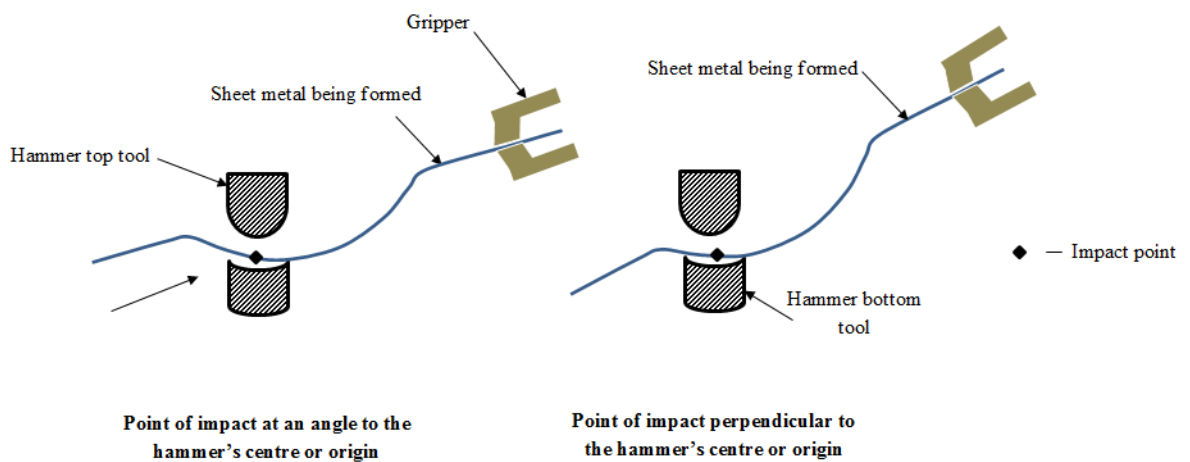 Gripper
Sheet metal being formed
Hammer top tool
Sheet metal being formed
— Impact point
Hammer bottom
tool
Point of impact at an angle to the
hammer’s centre or origin
Point of impact perpendicular to
the hammer’s centre or origin